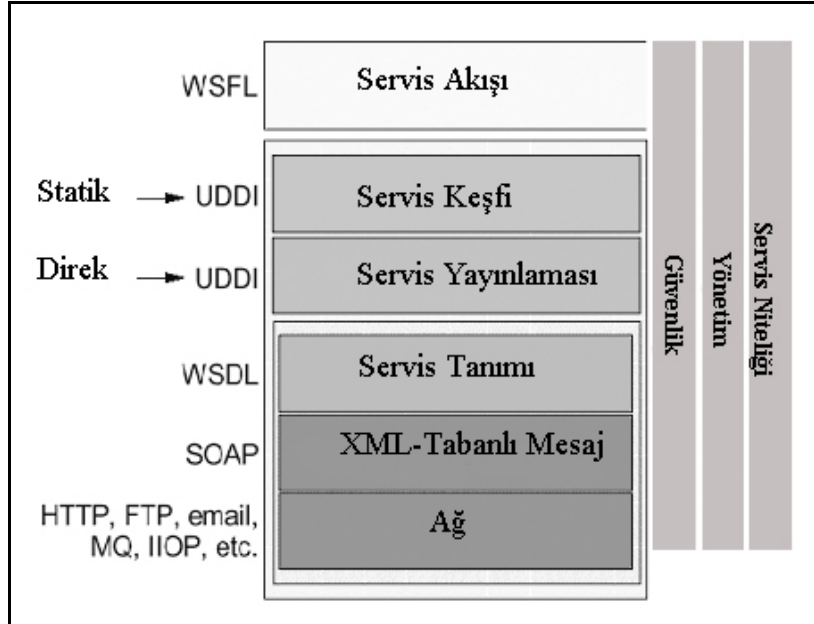 WSFL Servis Akışı
Statik UDDI Servis Keşfi
Direk UDDI Servis Yayınlaması
WSDL Servis Tanımı
SOAP XML-Tabanlı Mesaj
HTTP, FTP, email,
MQ, IIOP, etc.
Ağ
Güvenlik
Yönetim
Servis Niteliği